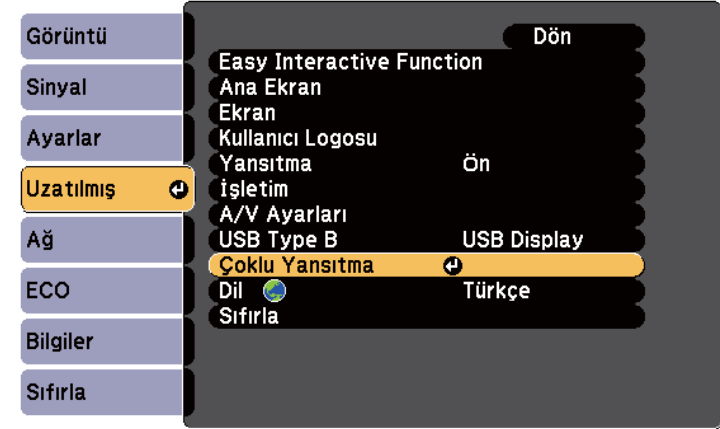 Görüntü
Sinyal
Ayarlar
Uzatılmış
Ağ
ECO
Bilgiler
Sıfırla
Dön
Easy Interactive Function
Ana Ekran
Ekran
Kullanıcı Logosu
Yansıtma Ön
İşletim
A/V Ayarları
USB Type B USB Display
Çoklu Yansıtma
Dil Türkçe
Sıfırla